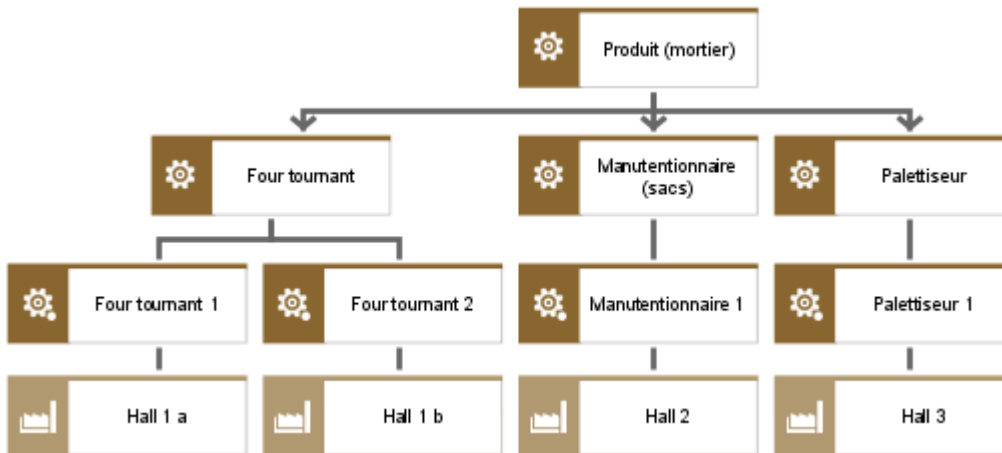 Produit (mortier)
Four tournant
Manutentionnaire
(sacs)
Palettiseur
Four tournant 1
Four tournant 2
Manutentionnaire 1
Palettiseur 1
Hall 1 a
Hall 1 b
Hall 2
Hall 3